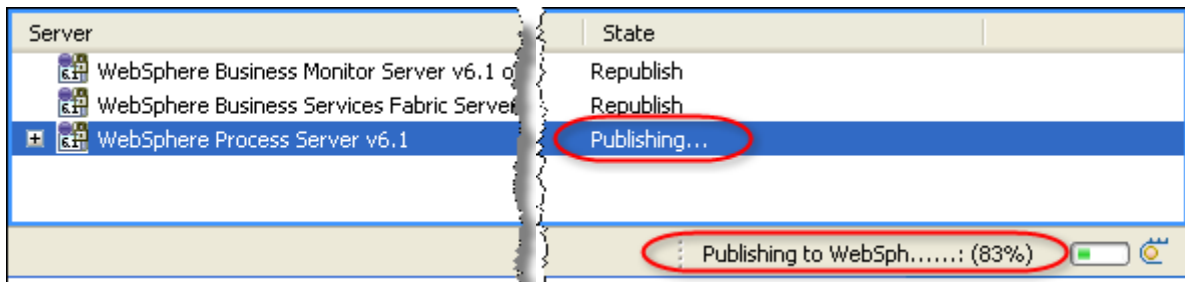 Server State
WebSphere Business Monitor Server v6.1 o Republish
WebSphere Business Services Fabric Server Republish
WebSphere Process Server v6.1 Publishing...
Publishing to WebSph......: (83%)